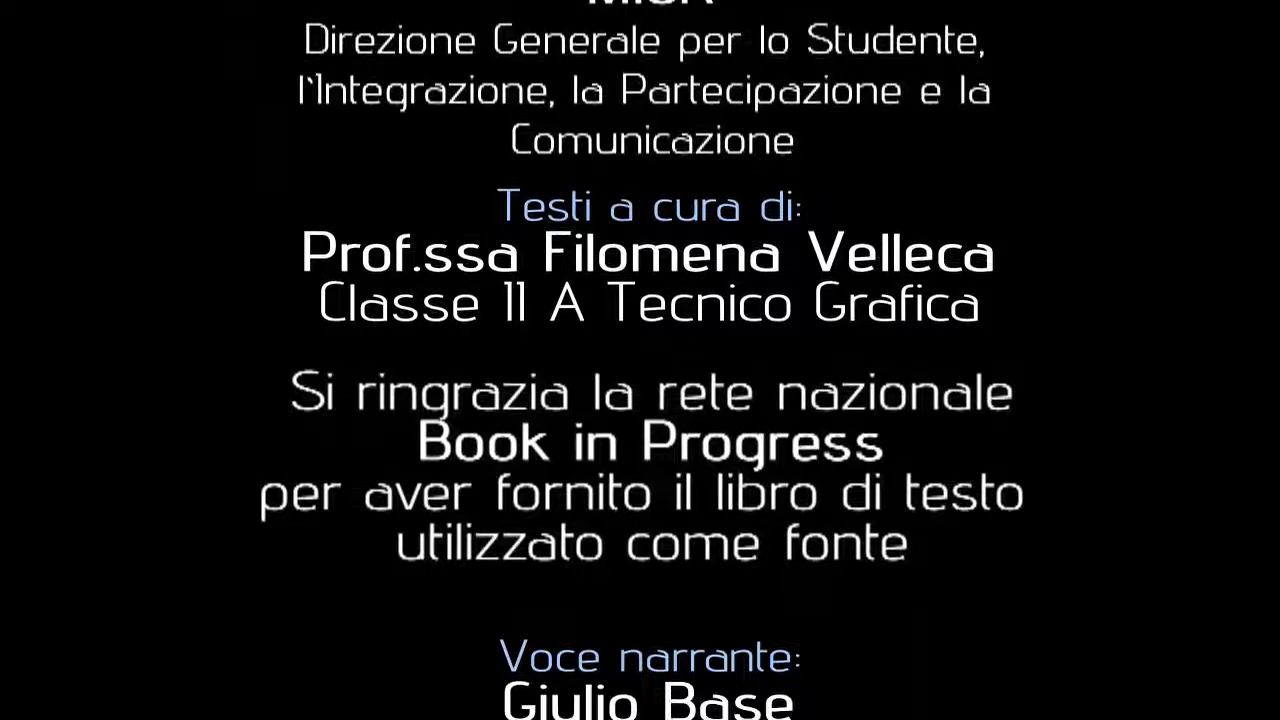 Direzione Generale per lo Studente,
l'Integrazione, la Partecipazione e la
Comunicazione
Testi a cura di:
Prof.ssa Filomena Velleca
Classe II A Tecnico Grafica
Si ringrazia la rete nazionale
Book in Progress
per aver fornito il libro di testo
utilizzato come fonte
Voce narrante:
Giulio Base